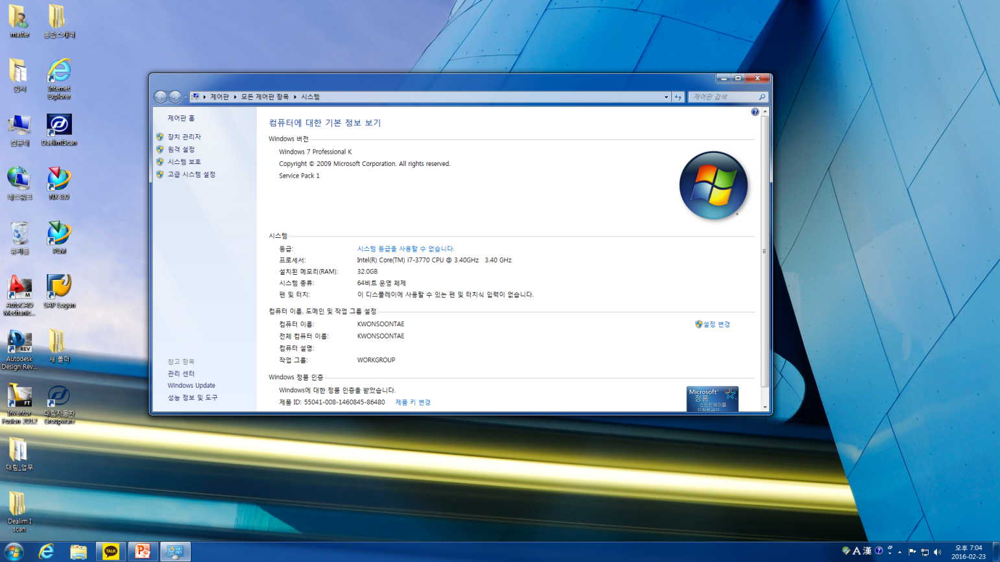 master
통합스캐너
임시
Internet
Explorer
컴퓨터
DaelimIScan
네트워크
NX 8.0
휴지통
PLM
AutoCAD
Mechanic...
SAP Logon
Autodesk
Design Rev...
새 폴더
Inventor
Fusion 2012
대림자동차
Groupware
대림_업무
Dealim I
scan
제어판
모든 제어판 항목
시스템
제어판 검색
제어판 홈
장치 관리자
원격 설정
시스템 보호
고급 시스템 설정
참고 항목
관리 센터
Windows Update
성능 정보 및 도구
컴퓨터에 대한 기본 정보 보기
Windows 버전
Windows 7 Professional K
Copyright © 2009 Microsoft Corporation. All rights reserved.
Service Pack 1
시스템
등급: 시스템 등급을 사용할 수 없습니다.
프로세서: Intel(R) Core(TM) i7-3770 CPU @ 3.40GHz 3.40 GHz
설치된 메모리(RAM): 32.0GB
시스템 종류: 64비트 운영 체제
펜 및 터치: 이 디스플레이에 사용할 수 있는 펜 및 터치식 입력이 없습니다.
컴퓨터 이름, 도메인 및 작업 그룹 설정
컴퓨터 이름: KWONSOONTAE 설정 변경
전체 컴퓨터 이름: KWONSOONTAE
컴퓨터 설명:
작업 그룹: WORKGROUP
Windows 정품 인증
Windows에 대한 정품 인증을 받았습니다.
제품 ID: 55041-008-1460845-86480 제품 키 변경
Microsoft
정품
소프트웨어를
요청하세요
TALK
A 漢
오후 7:04
2016-02-23